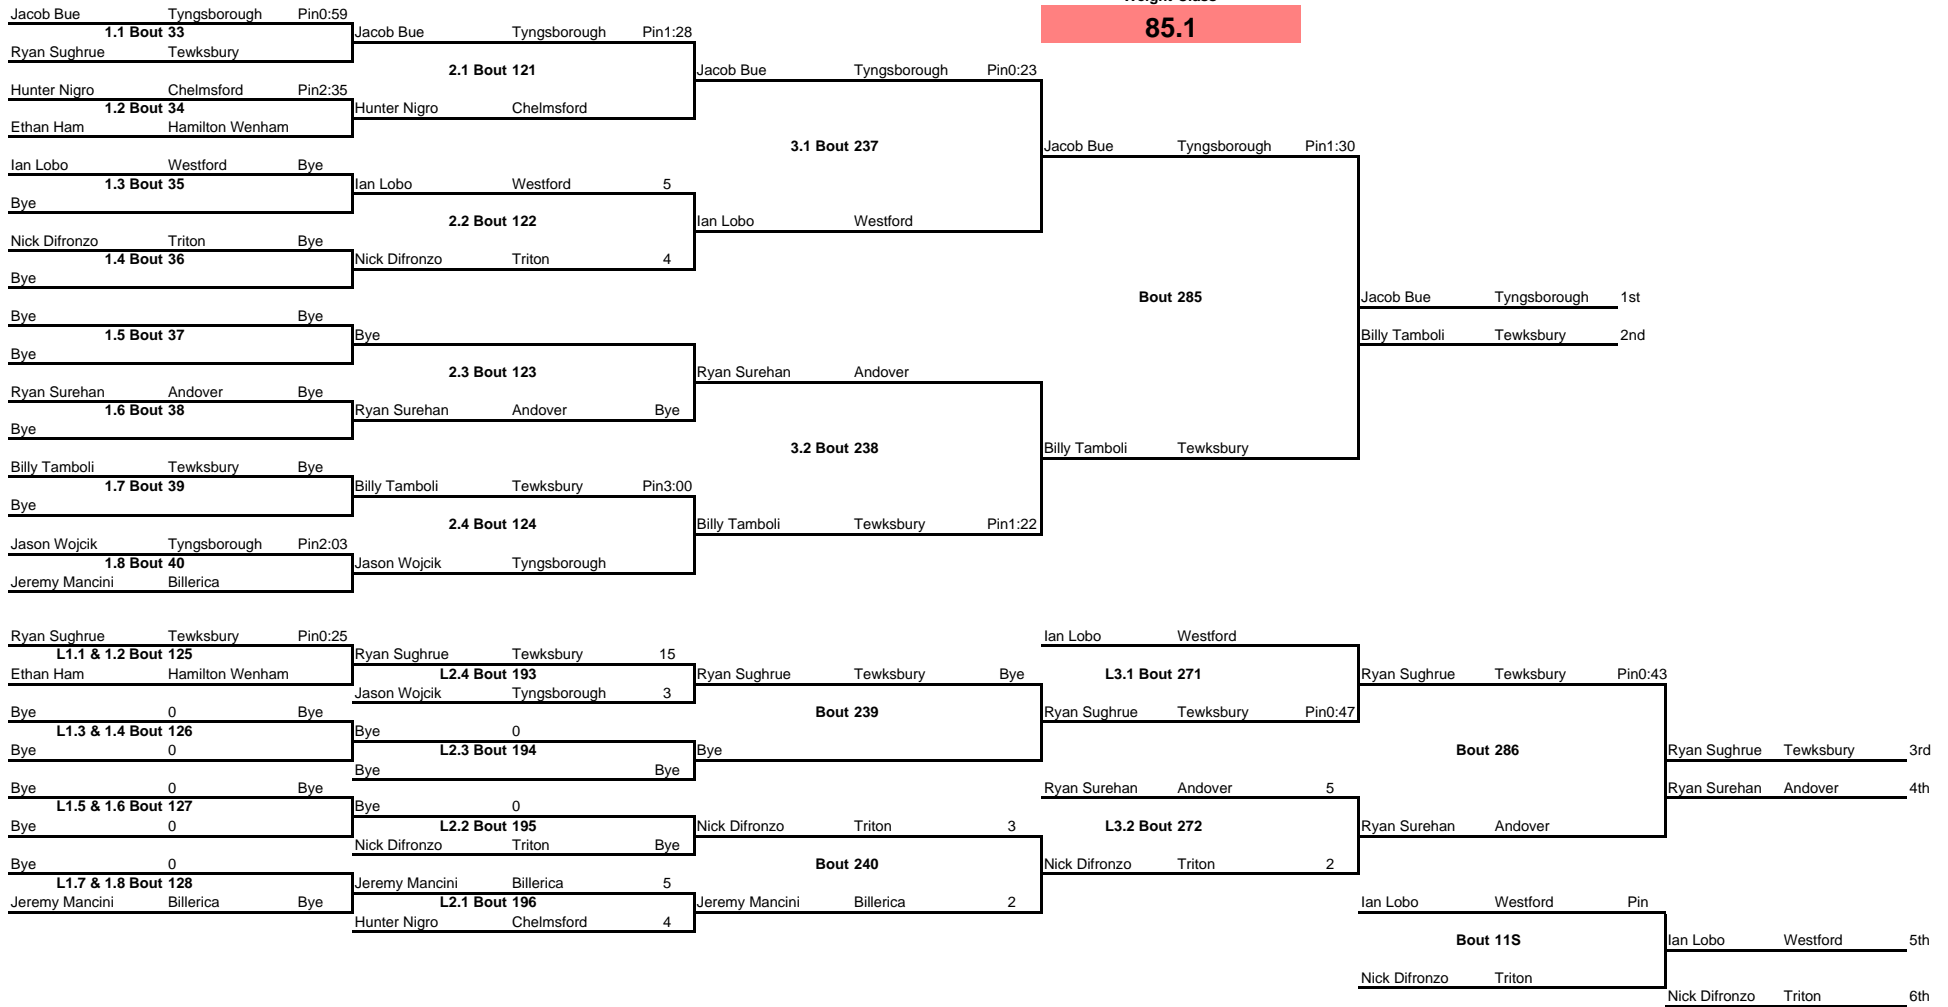 Weight Class
85.1
Jacob Bue Tyngsborough Pin0:59
1.1 Bout 33
Ryan Sughrue Tewksbury
Hunter Nigro Chelmsford Pin2:35
1.2 Bout 34
Ethan Ham Hamilton Wenham
Ian Lobo Westford Bye
1.3 Bout 35
Bye
Nick Difronzo Triton Bye
1.4 Bout 36
Bye
Bye Bye
1.5 Bout 37
Bye
Ryan Surehan Andover Bye
1.6 Bout 38
Bye
Billy Tamboli Tewksbury Bye
1.7 Bout 39
Bye
Jason Wojcik Tyngsborough Pin2:03
1.8 Bout 40
Jeremy Mancini Billerica
Jacob Bue Tyngsborough Pin1:28
2.1 Bout 121
Hunter Nigro Chelmsford
Ian Lobo Westford 5
2.2 Bout 122
Nick Difronzo Triton 4
Bye
2.3 Bout 123
Ryan Surehan Andover Bye
Billy Tamboli Tewksbury Pin3:00
2.4 Bout 124
Jason Wojcik Tyngsborough
Jacob Bue Tyngsborough Pin0:23
3.1 Bout 237
Ian Lobo Westford
Ryan Surehan Andover
3.2 Bout 238
Billy Tamboli Tewksbury Pin1:22
Jacob Bue Tyngsborough Pin1:30
Bout 285
Billy Tamboli Tewksbury
Jacob Bue Tyngsborough 1st
Billy Tamboli Tewksbury 2nd
Ryan Sughrue Tewksbury Pin0:25
L1.1 & 1.2 Bout 125
Ethan Ham Hamilton Wenham
Bye 0 Bye
L1.3 & 1.4 Bout 126
Bye 0
Bye 0 Bye
L1.5 & 1.6 Bout 127
Bye 0
Bye 0
L1.7 & 1.8 Bout 128
Jeremy Mancini Billerica Bye
Ryan Sughrue Tewksbury 15
L2.4 Bout 193
Jason Wojcik Tyngsborough 3
Bye 0
L2.3 Bout 194
Bye Bye
Bye 0
L2.2 Bout 195
Nick Difronzo Triton Bye
Jeremy Mancini Billerica 5
L2.1 Bout 196
Hunter Nigro Chelmsford 4
Ryan Sughrue Tewksbury Bye
Bout 239
Bye
Nick Difronzo Triton 3
Bout 240
Jeremy Mancini Billerica 2
Ian Lobo Westford
L3.1 Bout 271
Ryan Sughrue Tewksbury Pin0:47
Ryan Surehan Andover 5
L3.2 Bout 272
Nick Difronzo Triton 2
Ryan Sughrue Tewksbury Pin0:43
Bout 286
Ryan Surehan Andover
Ryan Sughrue Tewksbury 3rd
Ryan Surehan Andover 4th
Ian Lobo Westford Pin
Bout 11S
Nick Difronzo Triton
Ian Lobo Westford 5th
Nick Difronzo Triton 6th